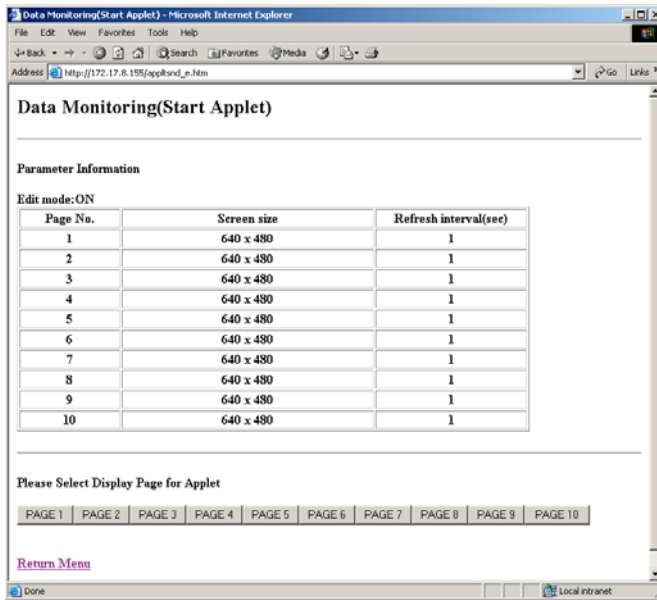 Data Monitoring(Start Applet) - Microsoft Internet Explorer
File Edit View Favorites Tools Help
Back Search Favorites Media
Address http://172.17.8.155/appltsnd_e.htm Go Links
Data Monitoring(Start Applet)
Parameter Information
Edit mode:ON
Page No. Screen size Refresh interval(sec)
1 640 x 480 1
2 640 x 480 1
3 640 x 480 1
4 640 x 480 1
5 640 x 480 1
6 640 x 480 1
7 640 x 480 1
8 640 x 480 1
9 640 x 480 1
10 640 x 480 1
Please Select Display Page for Applet
PAGE 1 PAGE 2 PAGE 3 PAGE 4 PAGE 5 PAGE 6 PAGE 7 PAGE 8 PAGE 9 PAGE 10
Return Menu
Done Local intranet